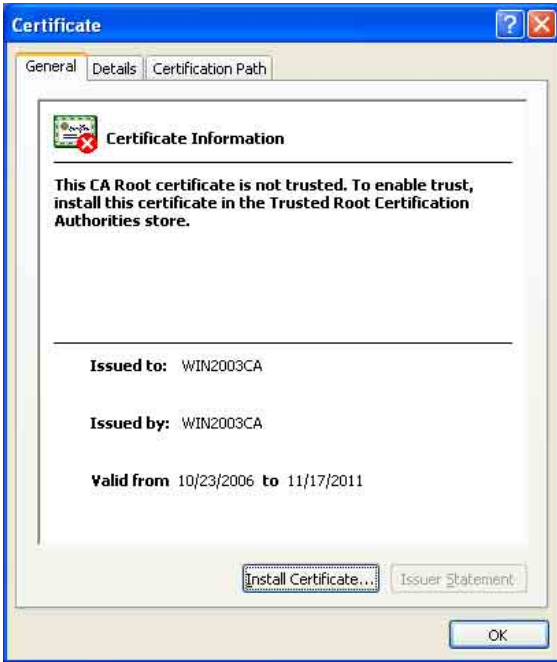 Certificate
General Details Certification Path
Certificate Information
This CA Root certificate is not trusted. To enable trust,
install this certificate in the Trusted Root Certification
Authorities store.
Issued to: WIN2003CA
Issued by: WIN2003CA
Valid from 10/23/2006 to 11/17/2011
Install Certificate... Issuer Statement
OK